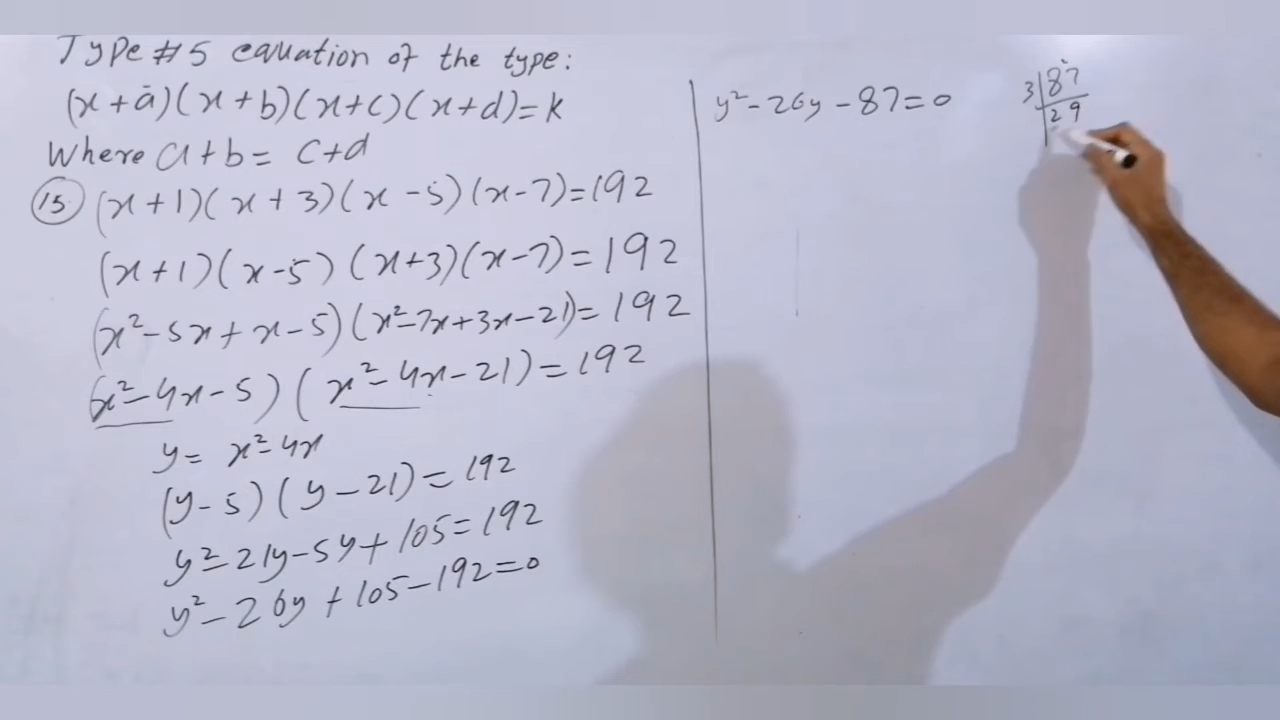 Type #5 equation of the type:
(x+a)(x+b)(x+c)(x+d)=k
Where a+b= c+d
15. (x+1)(x+3)(x-5)(x-7)=192
(x+1)(x-5) (x+3)(x-7)=192
(x²-5x+x-5)(x²-7x+3x-21)=192
(x²-4x-5)(x²-4x-21)=192
y= x²-4x
(y-5)(y-21)=192
y²-21y-5y+105=192
y²-26y+105-192=0
y²-26y-87=0
3 87
29